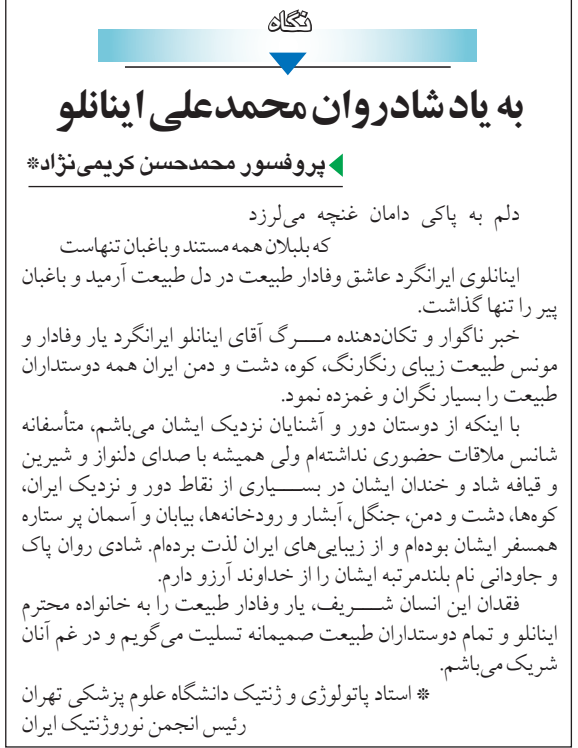 نگاه
به یاد شادروان محمدعلی اینانلو
پروفسور محمدحسن کریمی‌نژاد*
دلم به پاکی دامان غنچه می‌لرزد
که بلبلان همه مستند و باغبان تنهاست
اینانلوی ایرانگرد عاشق وفادار طبیعت در دل طبیعت آرمید و باغبان
پیر را تنها گذاشت.
خبر ناگوار و تکان‌دهنده مرگ آقای اینانلو ایرانگرد یار وفادار و
مونس طبیعت زیبای رنگارنگ، کوه، دشت و دمن ایران همه دوستداران
طبیعت را بسیار نگران و غمزده نمود.
با اینکه از دوستان دور و آشنایان نزدیک ایشان می‌باشم، متأسفانه
شانس ملاقات حضوری نداشته‌ام ولی همیشه با صدای دلنواز و شیرین
و قیافه شاد و خندان ایشان در بسیاری از نقاط دور و نزدیک ایران،
کوه‌ها، دشت و دمن، جنگل، آبشار و رودخانه‌ها، بیابان و آسمان پر ستاره
همسفر ایشان بوده‌ام و از زیبایی‌های ایران لذت برده‌ام. شادی روان پاک
و جاودانی نام بلندمرتبه ایشان را از خداوند آرزو دارم.
فقدان این انسان شریف، یار وفادار طبیعت را به خانواده محترم
اینانلو و تمام دوستداران طبیعت صمیمانه تسلیت می‌گویم و در غم آنان
شریک می‌باشم.
* استاد پاتولوژی و ژنتیک دانشگاه علوم پزشکی تهران
رئیس انجمن نوروژنتیک ایران